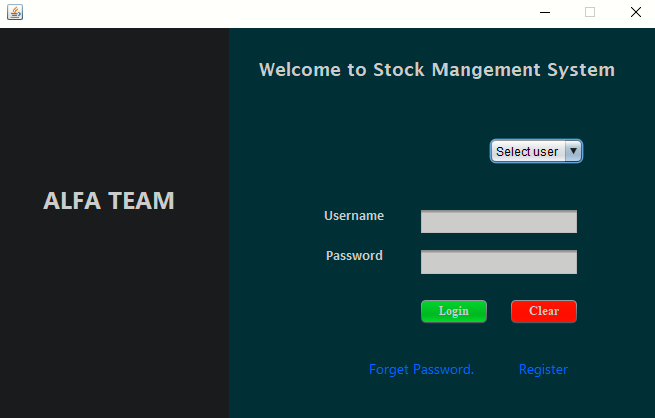 Welcome to Stock Mangement System
Select user
ALFA TEAM
Username
Password
Login Clear
Forget Password. Register